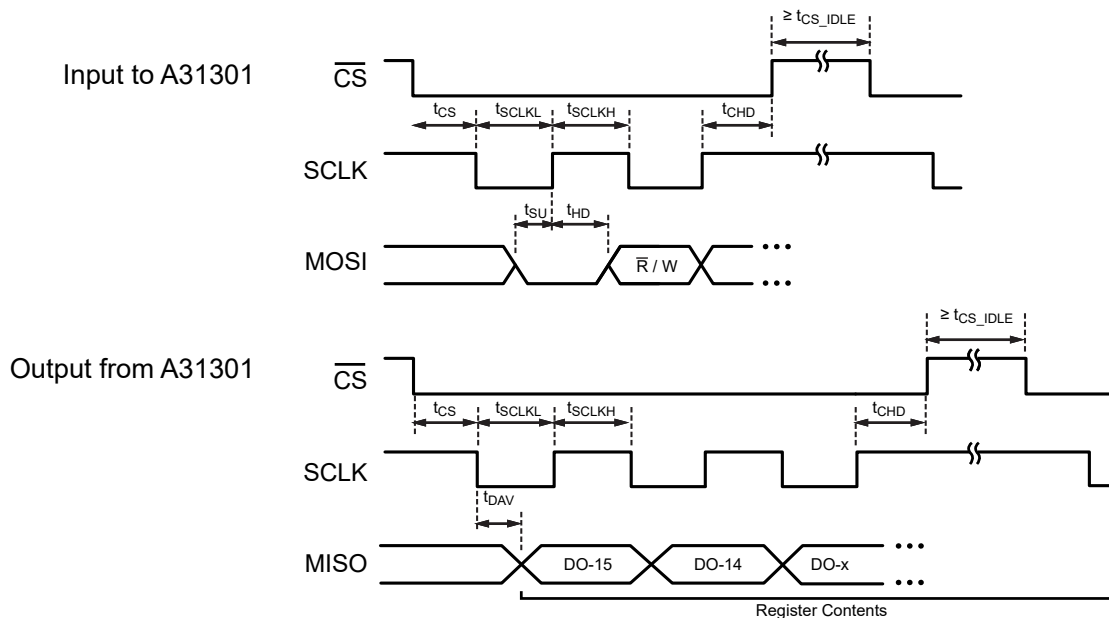 ≥ tCS_IDLE
Input to A31301
CS
tCS tSCLKL tSCLKH tCHD
SCLK
tSU tHD
MOSI
R / W
≥ tCS_IDLE
Output from A31301
CS
tCS tSCLKL tSCLKH tCHD
SCLK
tDAV
MISO
DO-15 DO-14 DO-x
Register Contents